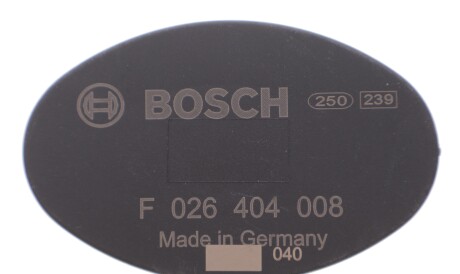 BOSCH 250 239
F 026 404 008
Made in Germany
040